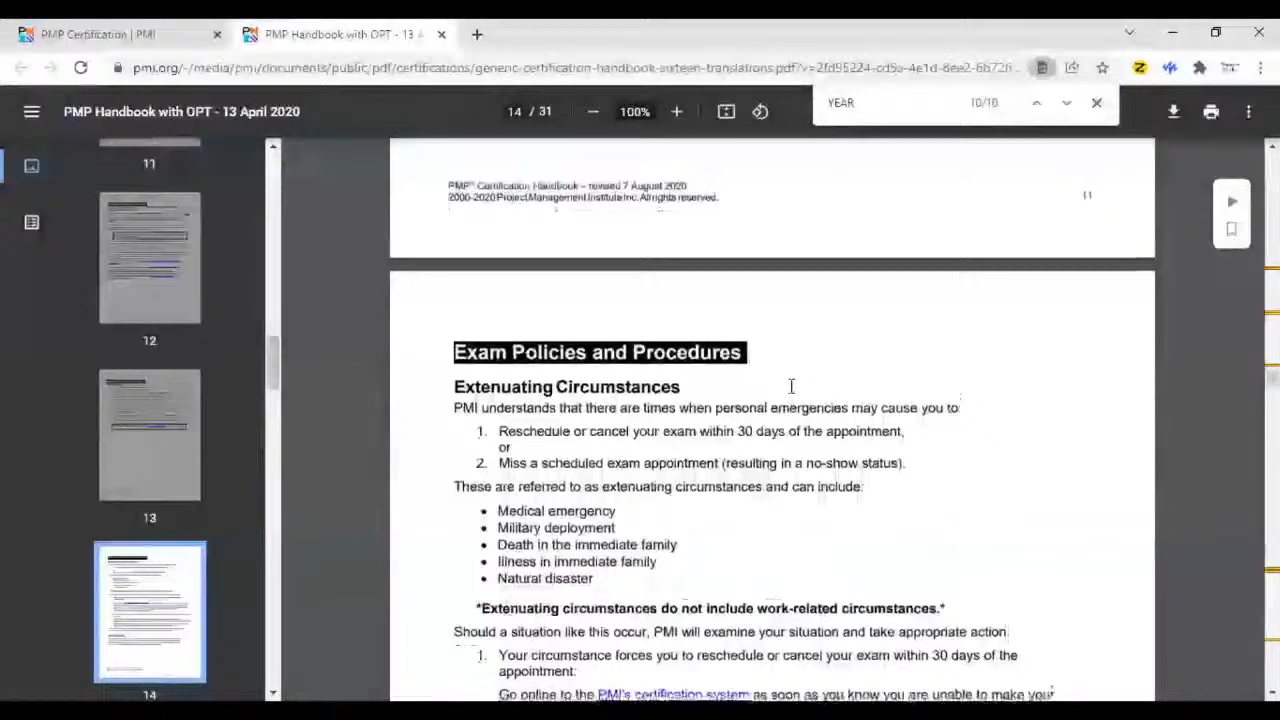 PMP Certification | PMI
PMP Handbook with OPT - 13 A
PMP Handbook with OPT - 13 April 2020
14 / 31
100%
YEAR
10/10
11
12
13
14
PMP® Certification Handbook – revised 7 August 2020
2000-2020 Project Management Institute Inc. All rights reserved.
11
Exam Policies and Procedures
Extenuating Circumstances
PMI understands that there are times when personal emergencies may cause you to:
1. Reschedule or cancel your exam within 30 days of the appointment,
or
2. Miss a scheduled exam appointment (resulting in a no-show status).
These are referred to as extenuating circumstances and can include:
• Medical emergency
• Military deployment
• Death in the immediate family
• Illness in immediate family
• Natural disaster
*Extenuating circumstances do not include work-related circumstances.*
Should a situation like this occur, PMI will examine your situation and take appropriate action.
1. Your circumstance forces you to reschedule or cancel your exam within 30 days of the
appointment:
Go online to the PMI's certification system as soon as you know you are unable to make your